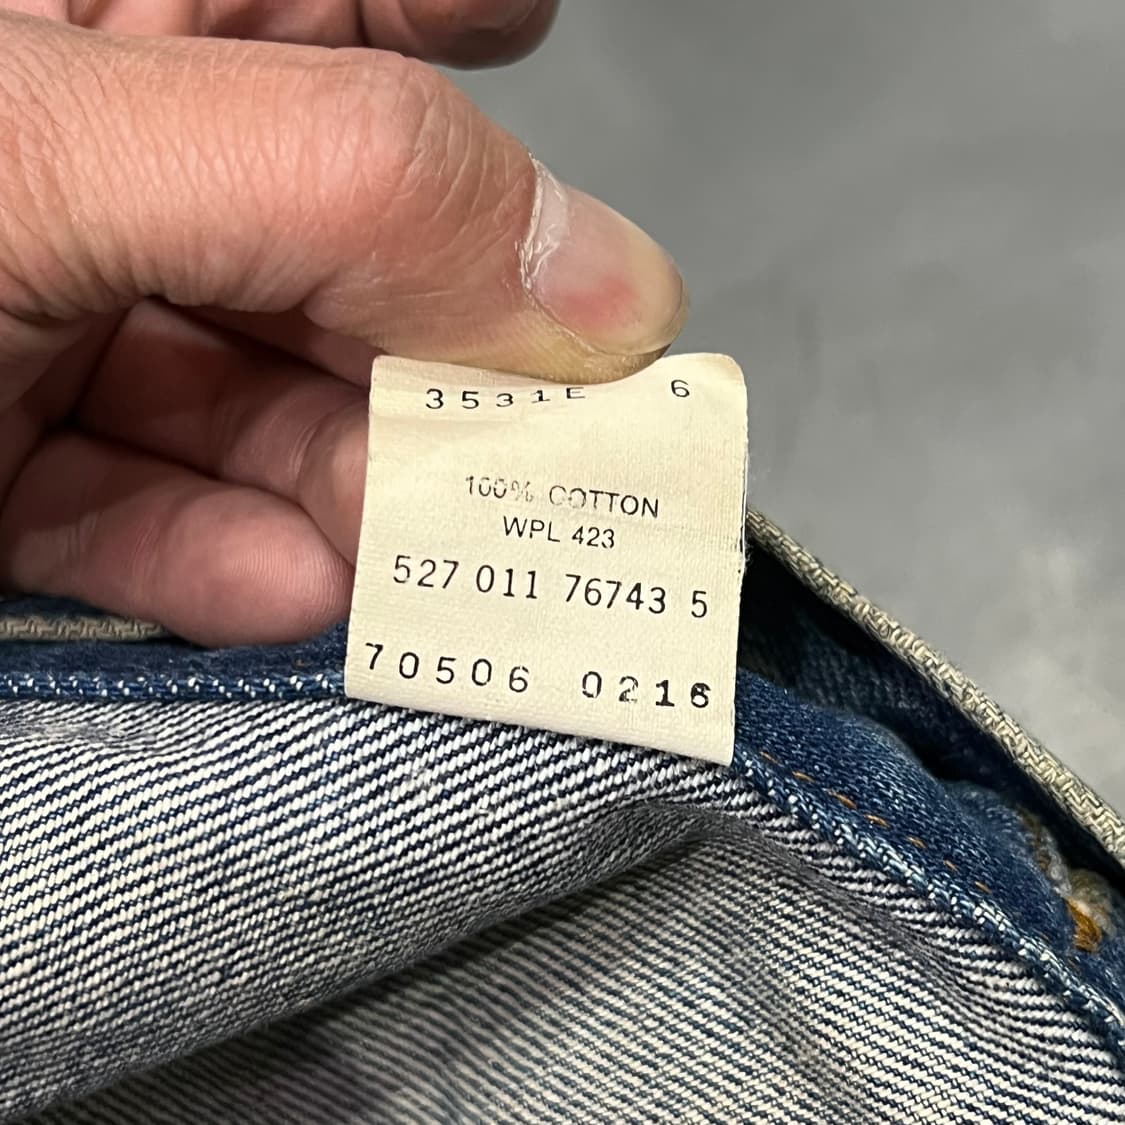 3531E 6
100% COTTON
WPL 423
527 011 76743 5
70506 0216